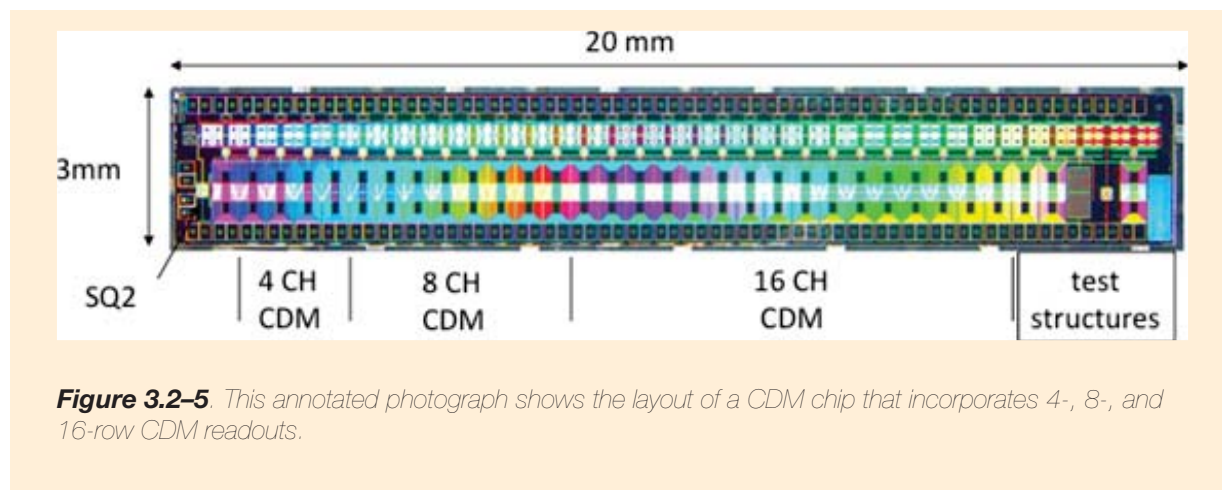 20 mm
3mm
SQ2
4 CH
CDM
8 CH
CDM
16 CH
CDM
test
structures
Figure 3.2–5. This annotated photograph shows the layout of a CDM chip that incorporates 4-, 8-, and
16-row CDM readouts.